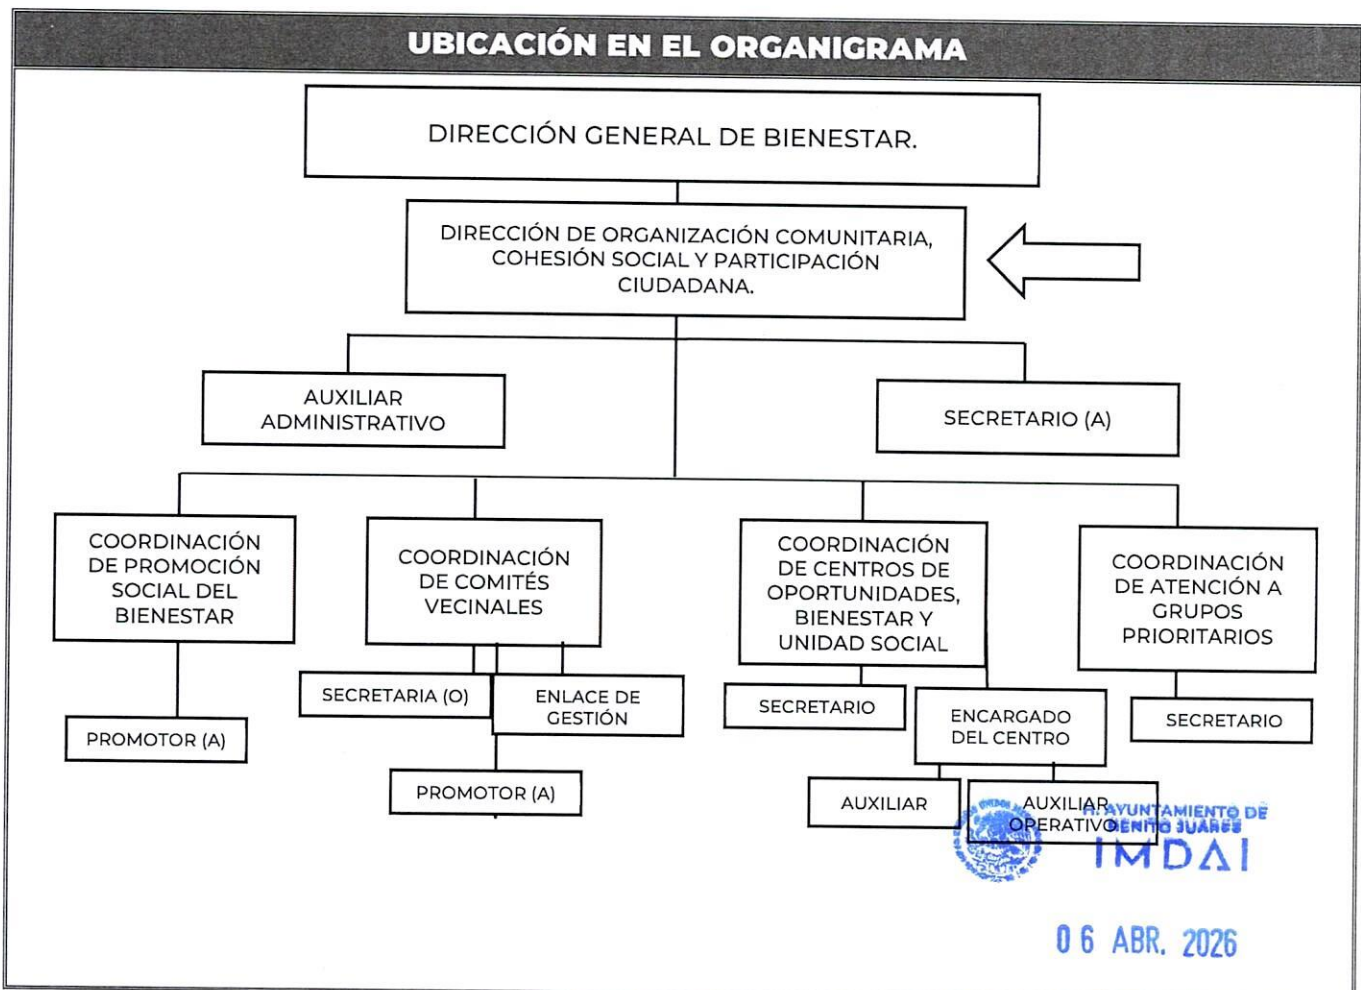 UBICACIÓN EN EL ORGANIGRAMA
DIRECCIÓN GENERAL DE BIENESTAR.
DIRECCIÓN DE ORGANIZACIÓN COMUNITARIA,
COHESIÓN SOCIAL Y PARTICIPACIÓN
CIUDADANA.
AUXILIAR
ADMINISTRATIVO
SECRETARIO (A)
COORDINACIÓN
DE PROMOCIÓN
SOCIAL DEL
BIENESTAR
COORDINACIÓN
DE COMITÉS
VECINALES
COORDINACIÓN
DE CENTROS DE
OPORTUNIDADES,
BIENESTAR Y
UNIDAD SOCIAL
COORDINACIÓN
DE ATENCIÓN A
GRUPOS
PRIORITARIOS
PROMOTOR (A)
SECRETARIA (O)
ENLACE DE
GESTIÓN
PROMOTOR (A)
SECRETARIO
ENCARGADO
DEL CENTRO
SECRETARIO
AUXILIAR
AUXILIAR
OPERATIVO
H. AYUNTAMIENTO DE
BENITO JUÁREZ
IMDAI
06 ABR. 2026